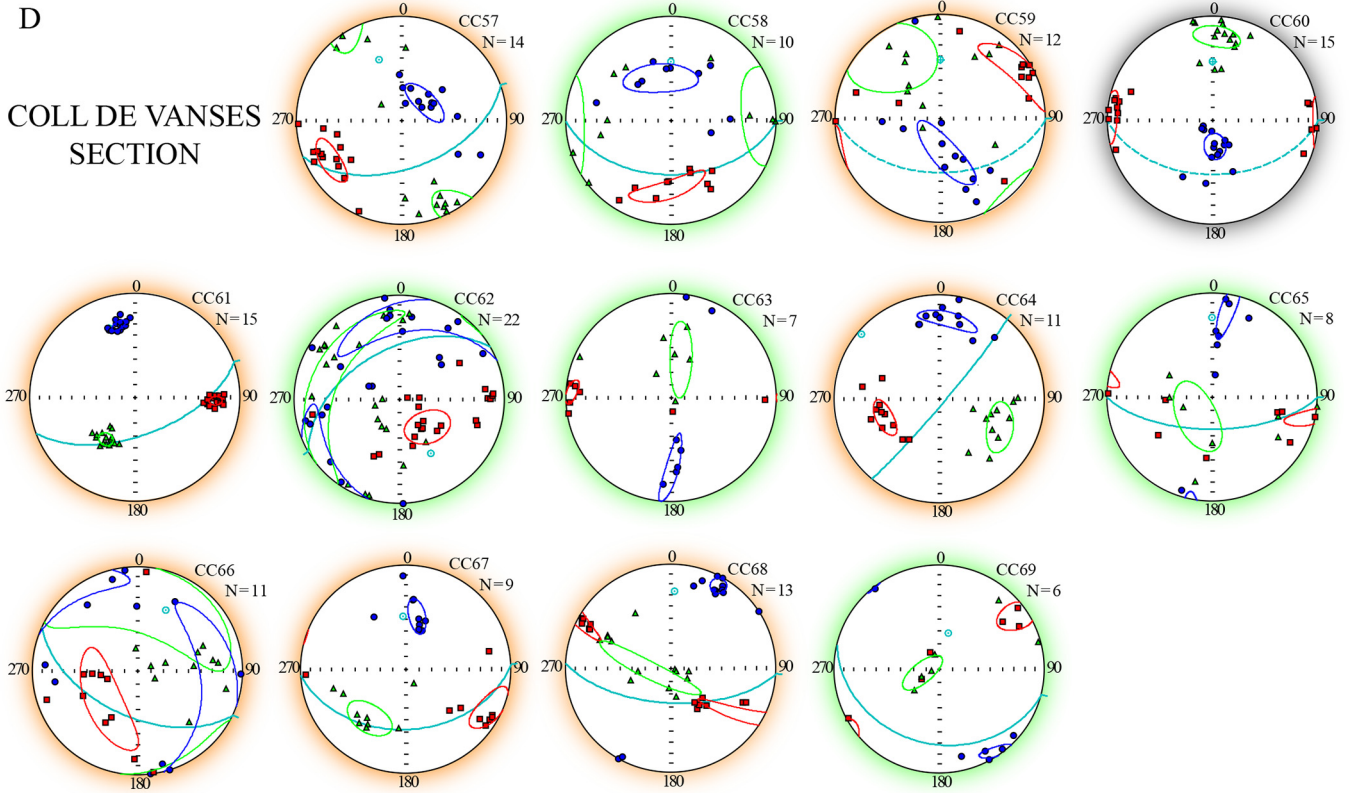 D
COLL DE VANSES
SECTION
0
CC57
N=14
270
90
180
CC58
N=10
270
90
180
0
CC59
N=12
270
90
180
0
CC60
N=15
270
90
180
0
CC61
N=15
270
90
180
0
CC62
N=22
270
90
180
0
CC63
N=7
270
90
180
0
CC64
N=11
270
90
180
0
CC65
N=8
270
90
180
0
CC66
N=11
270
90
180
0
CC67
N=9
270
90
180
0
CC68
N=13
270
90
180
0
CC69
N=6
270
90
180